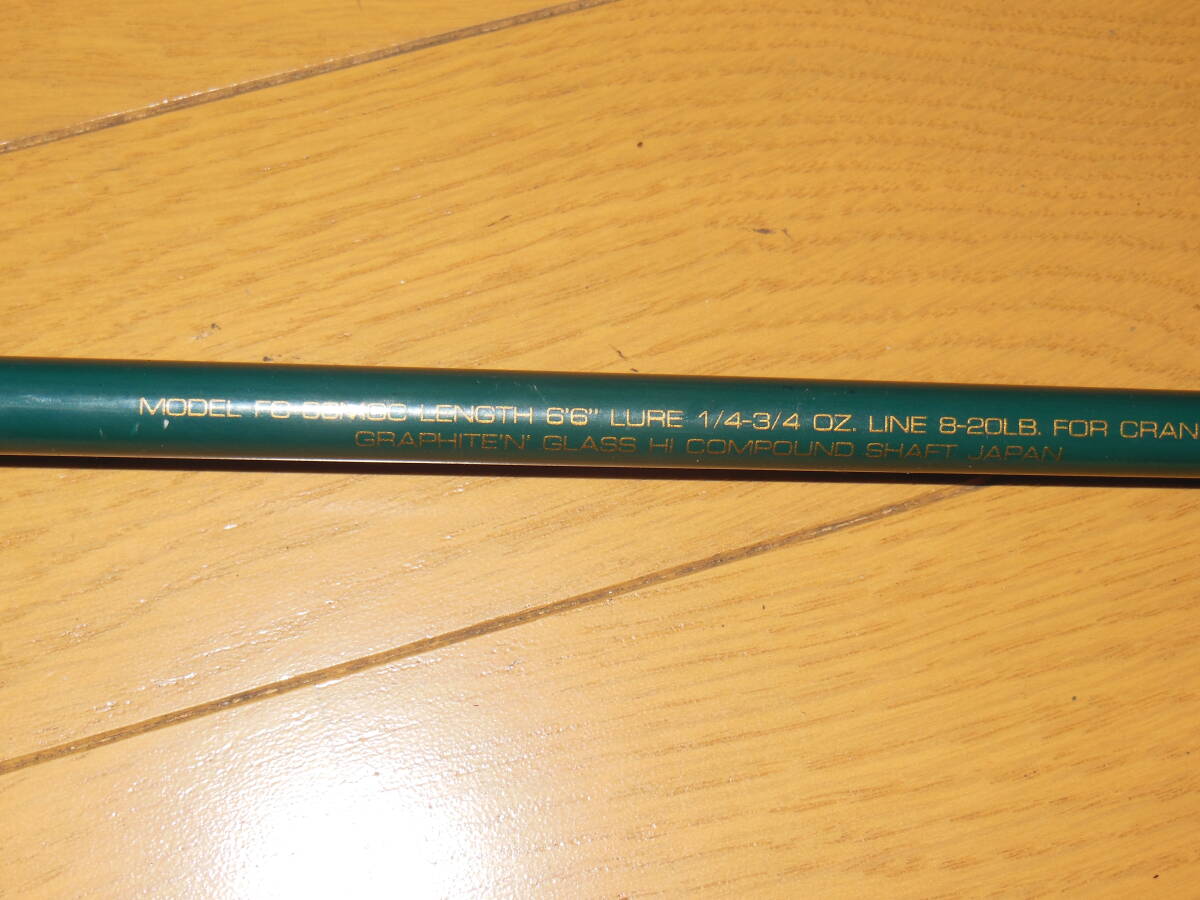 MODEL LENGTH 6'6" LURE 1/4-3/4 OZ. LINE 8-20LB. FOR CRAN
GRAPHITE'N' GLASS HI COMPOUND SHAFT JAPAN